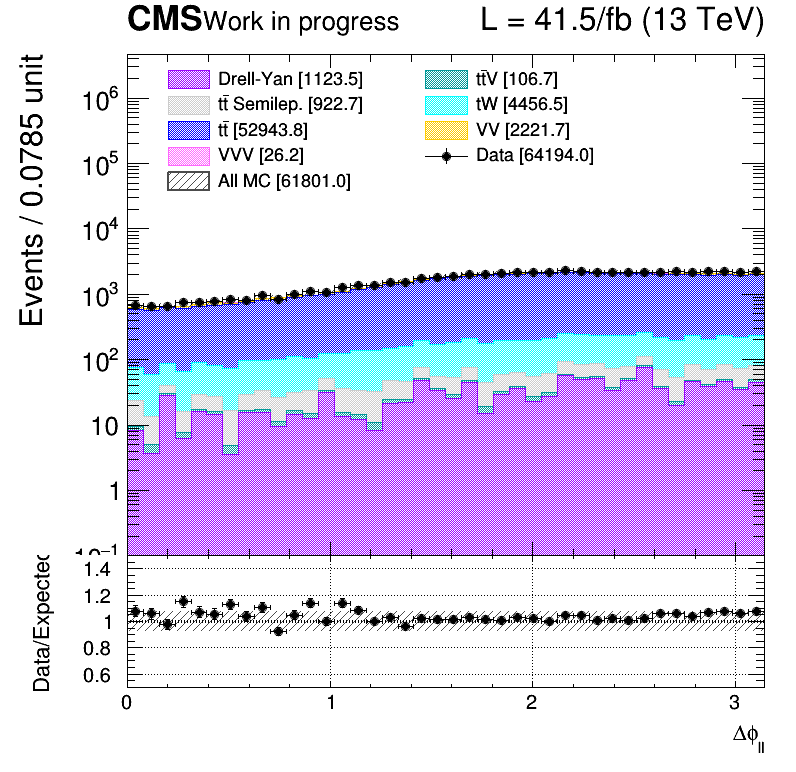 CMS Work in progress L = 41.5/fb (13 TeV)
Events / 0.0785 unit
Drell-Yan [1123.5] tt̄V [106.7]
tt̄ Semilep. [922.7] tW [4456.5]
tt̄ [52943.8] VV [2221.7]
VVV [26.2] Data [64194.0]
All MC [61801.0]
10⁶
10⁵
10⁴
10³
10²
10
1
10⁻¹
Data/Expected
1.4
1.2
1
0.8
0.6
0 1 2 3
Δϕ_ll